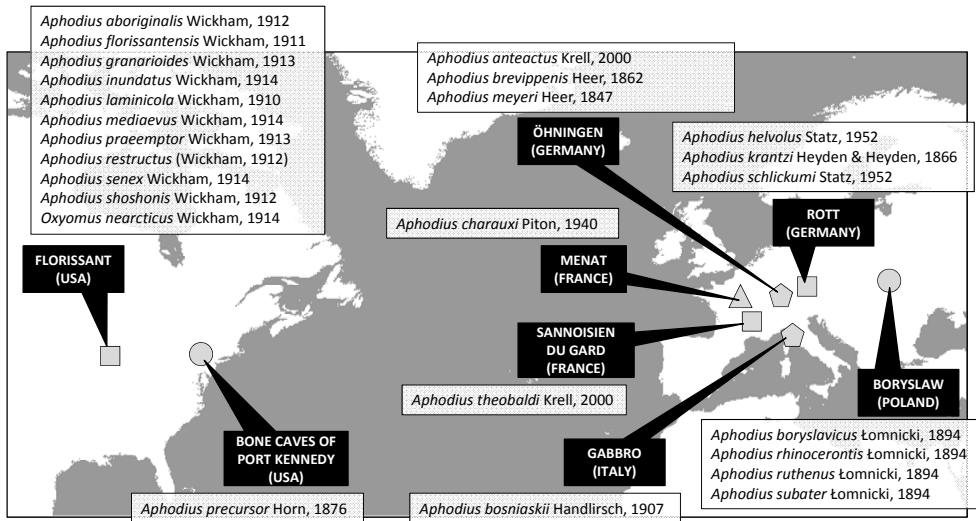 Aphodius aboriginalis Wickham, 1912
Aphodius florissantensis Wickham, 1911
Aphodius granarioides Wickham, 1913
Aphodius inundatus Wickham, 1914
Aphodius laminicola Wickham, 1910
Aphodius mediaevus Wickham, 1914
Aphodius praeemptor Wickham, 1913
Aphodius restructus (Wickham, 1912)
Aphodius senex Wickham, 1914
Aphodius shoshonis Wickham, 1912
Oxyomus nearcticus Wickham, 1914
Aphodius anteactus Krell, 2000
Aphodius brevippenis Heer, 1862
Aphodius meyeri Heer, 1847
ÖHNINGEN
(GERMANY)
Aphodius helvolus Statz, 1952
Aphodius krantzi Heyden & Heyden, 1866
Aphodius schlickumi Statz, 1952
ROTT
(GERMANY)
Aphodius charauxi Piton, 1940
MENAT
(FRANCE)
FLORISSANT
(USA)
SANNOISIEN
DU GARD
(FRANCE)
Aphodius theobaldi Krell, 2000
BORYSLAW
(POLAND)
BONE CAVES OF
PORT KENNEDY
(USA)
GABBRO
(ITALY)
Aphodius boryslavicus Łomnicki, 1894
Aphodius rhinocerontis Łomnicki, 1894
Aphodius ruthenus Łomnicki, 1894
Aphodius subater Łomnicki, 1894
Aphodius precursor Horn, 1876
Aphodius bosniaskii Handlirsch, 1907